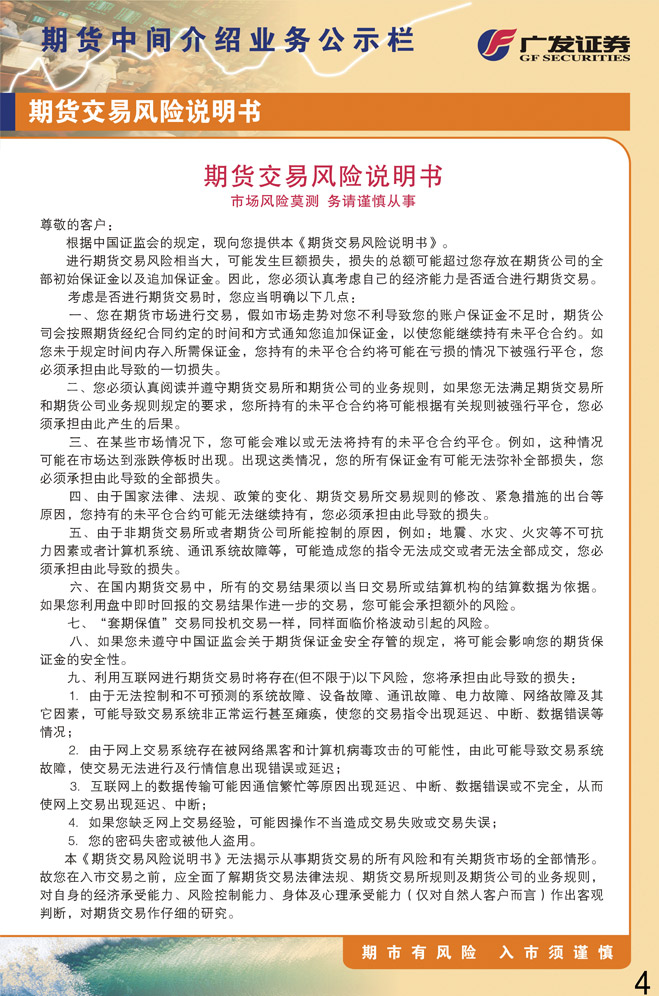 期货中间介绍业务公示栏
广发证券
GF SECURITIES
期货交易风险说明书
期货交易风险说明书
市场风险莫测 务请谨慎从事
尊敬的客户：
根据中国证监会的规定，现向您提供本《期货交易风险说明书》。
进行期货交易风险相当大，可能发生巨额损失，损失的总额可能超过您存放在期货公司的全
部初始保证金以及追加保证金。因此，您必须认真考虑自己的经济能力是否适合进行期货交易。
考虑是否进行期货交易时，您应当明确以下几点：
一、您在期货市场进行交易，假如市场走势对您不利导致您的账户保证金不足时，期货公
司会按照期货经纪合同约定的时间和方式通知您追加保证金，以使您能继续持有未平仓合约。如
您未于规定时间内存入所需保证金，您持有的未平仓合约将可能在亏损的情况下被强行平仓，您
必须承担由此导致的一切损失。
二、您必须认真阅读并遵守期货交易所和期货公司的业务规则，如果您无法满足期货交易所
和期货公司业务规则规定的要求，您所持有的未平仓合约将可能根据有关规则被强行平仓，您必
须承担由此产生的后果。
三、在某些市场情况下，您可能会难以或无法将持有的未平仓合约平仓。例如，这种情况
可能在市场达到涨跌停板时出现。出现这类情况，您的所有保证金有可能无法弥补全部损失，您
必须承担由此导致的全部损失。
四、由于国家法律、法规、政策的变化、期货交易所交易规则的修改、紧急措施的出台等
原因，您持有的未平仓合约可能无法继续持有，您必须承担由此导致的损失。
五、由于非期货交易所或者期货公司所能控制的原因，例如：地震、水灾、火灾等不可抗
力因素或者计算机系统、通讯系统故障等，可能造成您的指令无法成交或者无法全部成交，您必
须承担由此导致的损失。
六、在国内期货交易中，所有的交易结果须以当日交易所或结算机构的结算数据为依据。
如果您利用盘中即时回报的交易结果作进一步的交易，您可能会承担额外的风险。
七、“套期保值”交易同投机交易一样，同样面临价格波动引起的风险。
八、如果您未遵守中国证监会关于期货保证金安全存管的规定，将可能会影响您的期货保
证金的安全性。
九、利用互联网进行期货交易时将存在(但不限于)以下风险，您将承担由此导致的损失：
1. 由于无法控制和不可预测的系统故障、设备故障、通讯故障、电力故障、网络故障及其
它因素，可能导致交易系统非正常运行甚至瘫痪，使您的交易指令出现延迟、中断、数据错误等
情况；
2. 由于网上交易系统存在被网络黑客和计算机病毒攻击的可能性，由此可能导致交易系统
故障，使交易无法进行及行情信息出现错误或延迟；
3. 互联网上的数据传输可能因通信繁忙等原因出现延迟、中断、数据错误或不完全，从而
使网上交易出现延迟、中断；
4. 如果您缺乏网上交易经验，可能因操作不当造成交易失败或交易失误；
5. 您的密码失密或被他人盗用。
本《期货交易风险说明书》无法揭示从事期货交易的所有风险和有关期货市场的全部情形。
故您在入市交易之前，应全面了解期货交易法律法规、期货交易所规则及期货公司的业务规则，
对自身的经济承受能力、风险控制能力、身体及心理承受能力（仅对自然人客户而言）作出客观
判断，对期货交易作仔细的研究。
期市有风险 入市须谨慎
4